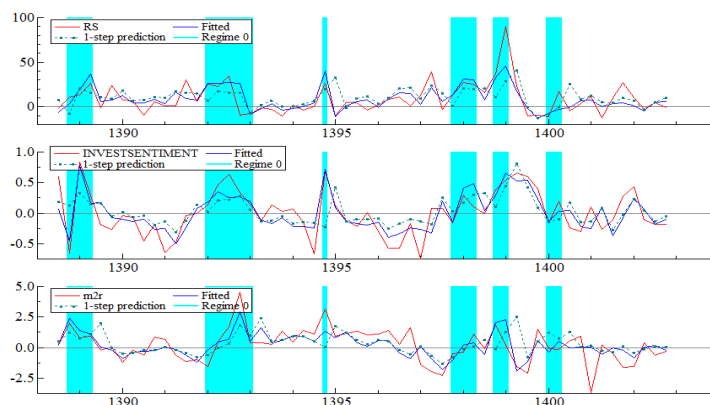 100
50
0
RS Fitted
1-step prediction Regime 0
1390 1395 1400
1.0
0.5
0.0
-0.5
INVESTSENTIMENT Fitted
1-step prediction Regime 0
1390 1395 1400
5.0
2.5
0.0
-2.5
m2r Fitted
1-step prediction Regime 0
1390 1395 1400